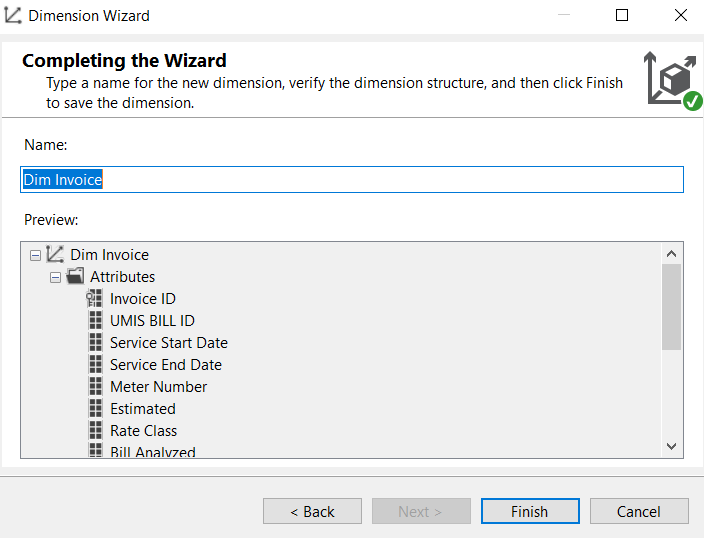 Dimension Wizard
Completing the Wizard
Type a name for the new dimension, verify the dimension structure, and then click Finish
to save the dimension.
Name:
Dim Invoice
Preview:
Dim Invoice
Attributes
Invoice ID
UMIS BILL ID
Service Start Date
Service End Date
Meter Number
Estimated
Rate Class
Bill Analyzed
< Back
Next >
Finish
Cancel